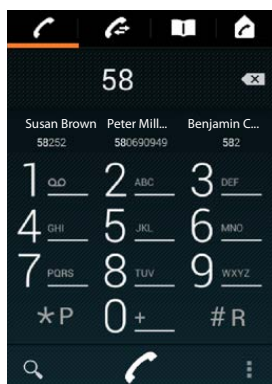 58
Susan Brown Peter Mill... Benjamin C...
58252 580690949 582
1 2 ABC 3 DEF
4 GHI 5 JKL 6 MNO
7 PQRS 8 TUV 9 WXYZ
* P 0 + # R